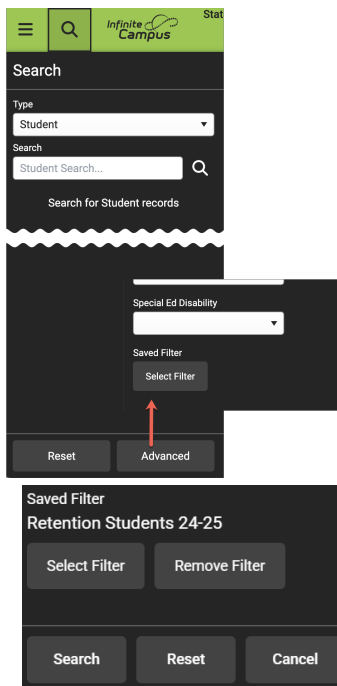 Stat
Infinite
Campus
Search
Type
Student
Search
Student Search...
Search for Student records
Special Ed Disability
Saved Filter
Select Filter
Reset Advanced
Saved Filter
Retention Students 24-25
Select Filter Remove Filter
Search Reset Cancel